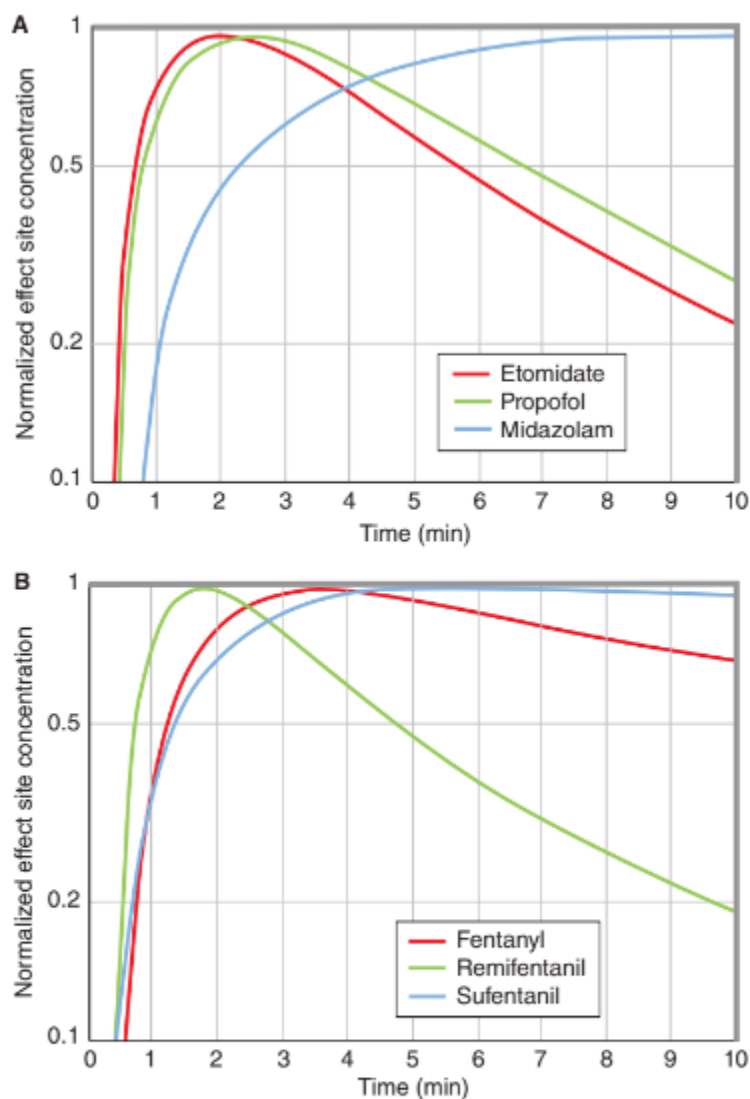 A
Normalized effect site concentration
1
0.5
0.2
0.1
Etomidate
Propofol
Midazolam
0 1 2 3 4 5 6 7 8 9 10
Time (min)
B
Normalized effect site concentration
1
0.5
0.2
0.1
Fentanyl
Remifentanil
Sufentanil
0 1 2 3 4 5 6 7 8 9 10
Time (min)